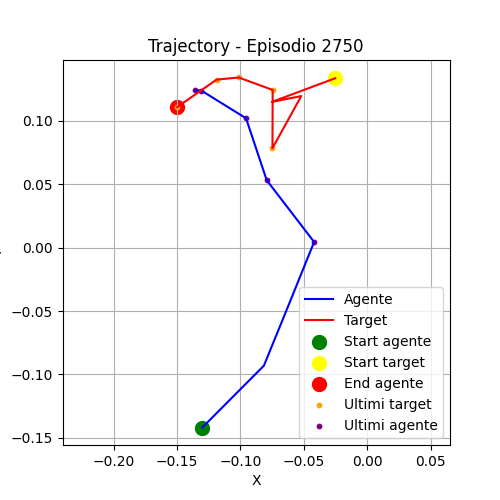 Trajectory - Episodio 2750
0.10
0.05
0.00
−0.05
−0.10
−0.15
Agente
Target
Start agente
Start target
End agente
Ultimi target
Ultimi agente
−0.20 −0.15 −0.10 −0.05 0.00 0.05
X